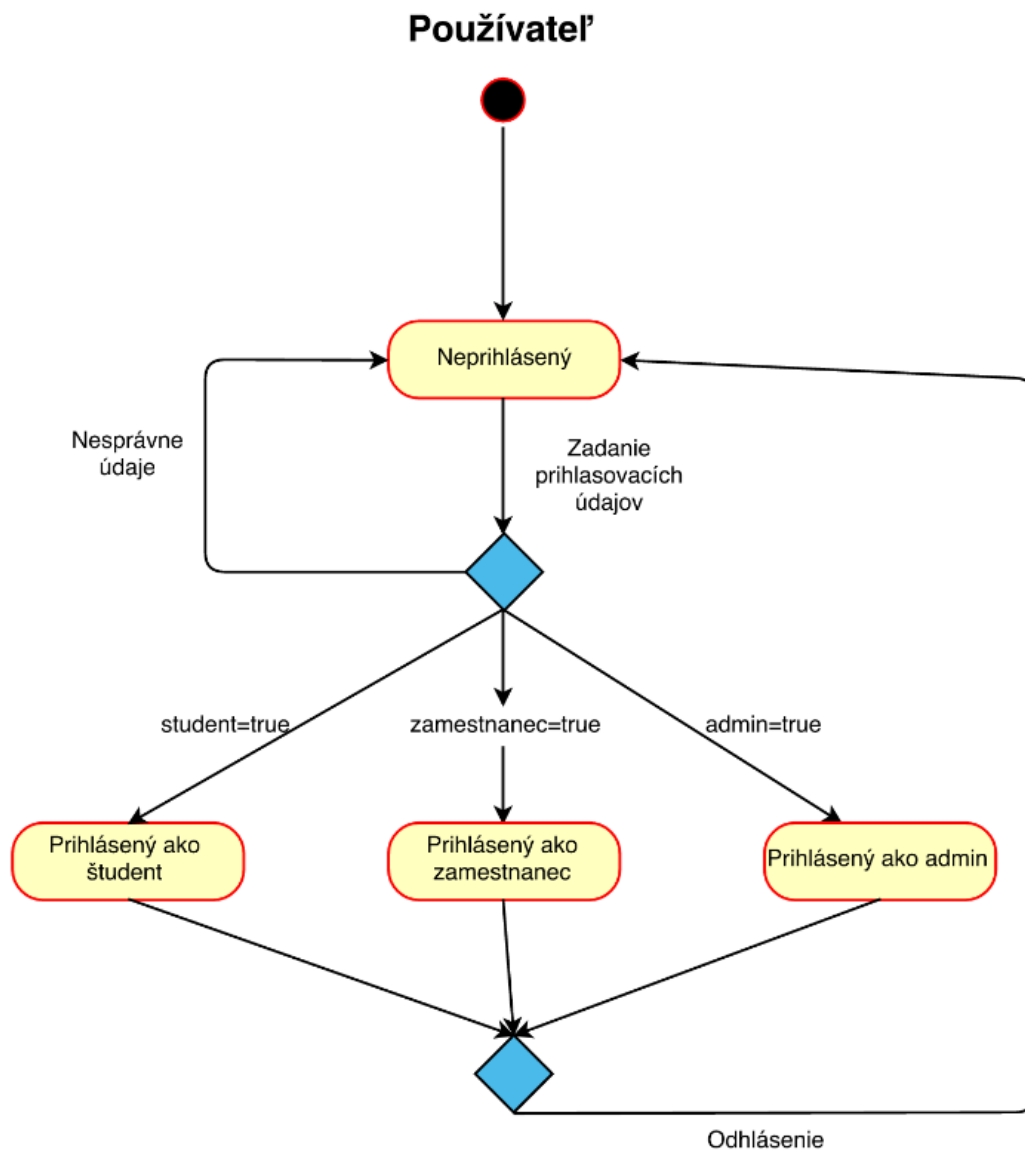 Používateľ
Neprihlásený
Nesprávne
údaje
Zadanie
prihlasovacích
údajov
student=true
zamestnanec=true
admin=true
Prihlásený ako
študent
Prihlásený ako
zamestnanec
Prihlásený ako admin
Odhlásenie